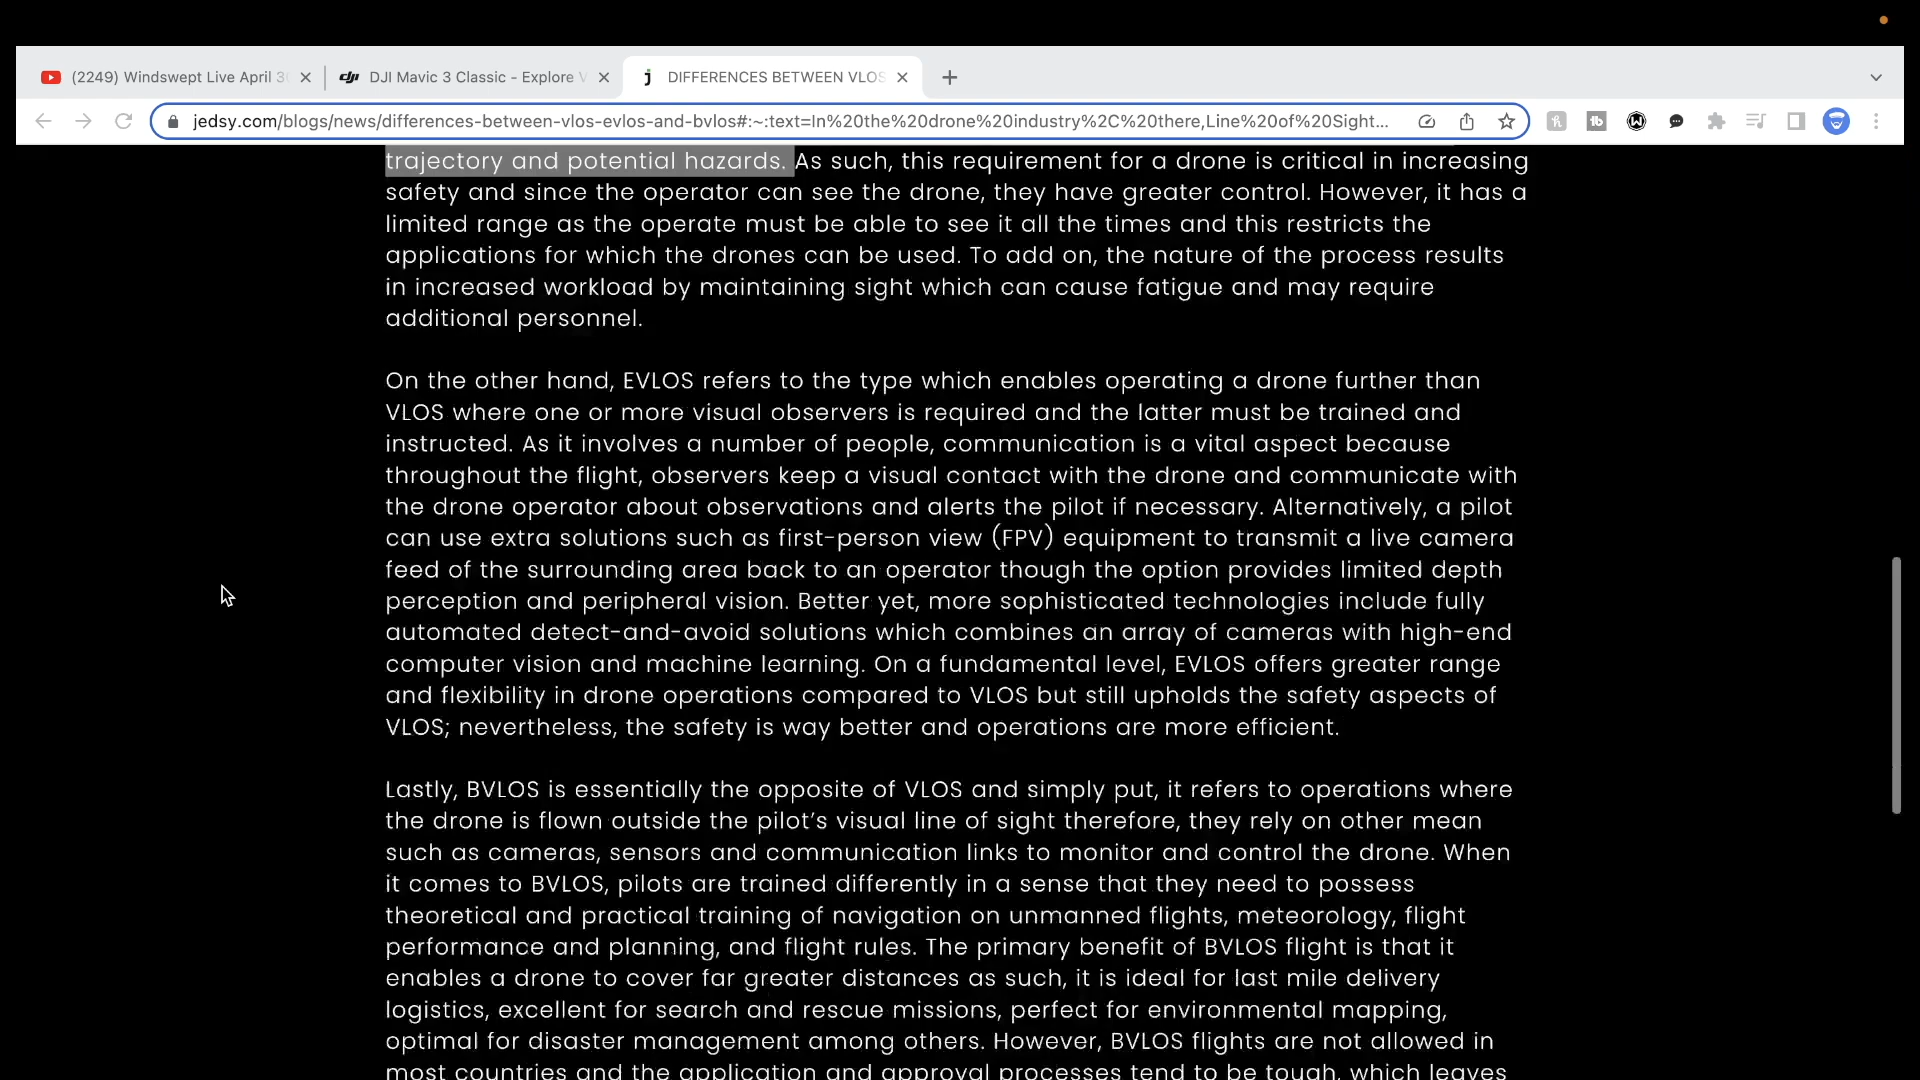 (2249) Windswept Live April 30
dji DJI Mavic 3 Classic - Explore V
j DIFFERENCES BETWEEN VLOS
jedsy.com/blogs/news/differences-between-vlos-evlos-and-bvlos#:~:text=In%20the%20drone%20industry%2C%20there,Line%20of%20Sight...
trajectory and potential hazards. As such, this requirement for a drone is critical in increasing
safety and since the operator can see the drone, they have greater control. However, it has a
limited range as the operate must be able to see it all the times and this restricts the
applications for which the drones can be used. To add on, the nature of the process results
in increased workload by maintaining sight which can cause fatigue and may require
additional personnel.
On the other hand, EVLOS refers to the type which enables operating a drone further than
VLOS where one or more visual observers is required and the latter must be trained and
instructed. As it involves a number of people, communication is a vital aspect because
throughout the flight, observers keep a visual contact with the drone and communicate with
the drone operator about observations and alerts the pilot if necessary. Alternatively, a pilot
can use extra solutions such as first-person view (FPV) equipment to transmit a live camera
feed of the surrounding area back to an operator though the option provides limited depth
perception and peripheral vision. Better yet, more sophisticated technologies include fully
automated detect-and-avoid solutions which combines an array of cameras with high-end
computer vision and machine learning. On a fundamental level, EVLOS offers greater range
and flexibility in drone operations compared to VLOS but still upholds the safety aspects of
VLOS; nevertheless, the safety is way better and operations are more efficient.
Lastly, BVLOS is essentially the opposite of VLOS and simply put, it refers to operations where
the drone is flown outside the pilot's visual line of sight therefore, they rely on other mean
such as cameras, sensors and communication links to monitor and control the drone. When
it comes to BVLOS, pilots are trained differently in a sense that they need to possess
theoretical and practical training of navigation on unmanned flights, meteorology, flight
performance and planning, and flight rules. The primary benefit of BVLOS flight is that it
enables a drone to cover far greater distances as such, it is ideal for last mile delivery
logistics, excellent for search and rescue missions, perfect for environmental mapping,
optimal for disaster management among others. However, BVLOS flights are not allowed in
most countries and the application and approval processes tend to be tough, which leaves